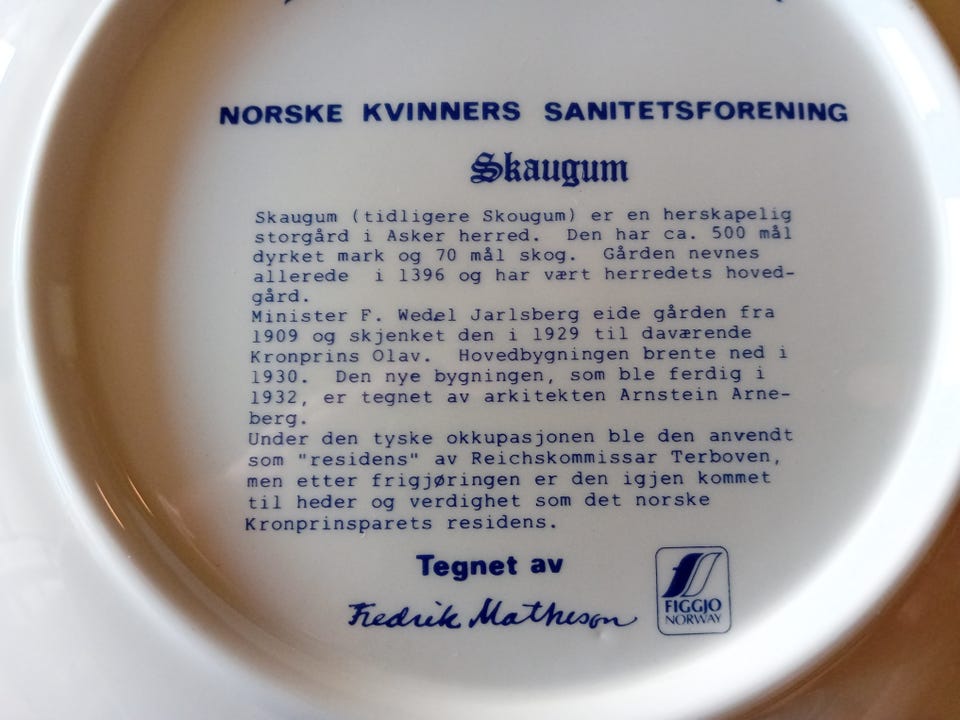 NORSKE KVINNERS SANITETSFORENING
Skaugum
Skaugum (tidligere Skougum) er en herskapelig
storgård i Asker herred. Den har ca. 500 mål
dyrket mark og 70 mål skog. Gården nevnes
allerede i 1396 og har vært herredets hoved-
gård.
Minister F. Wedel Jarlsberg eide gården fra
1909 og skjenket den i 1929 til daværende
Kronprins Olav. Hovedbygningen brente ned i
1930. Den nye bygningen, som ble ferdig i
1932, er tegnet av arkitekten Arnstein Arne-
berg.
Under den tyske okkupasjonen ble den anvendt
som "residens" av Reichskommissar Terboven,
men etter frigjøringen er den igjen kommet
til heder og verdighet som det norske
Kronprinsparets residens.
Tegnet av
Fredrik Matheson
FIGGJO
NORWAY